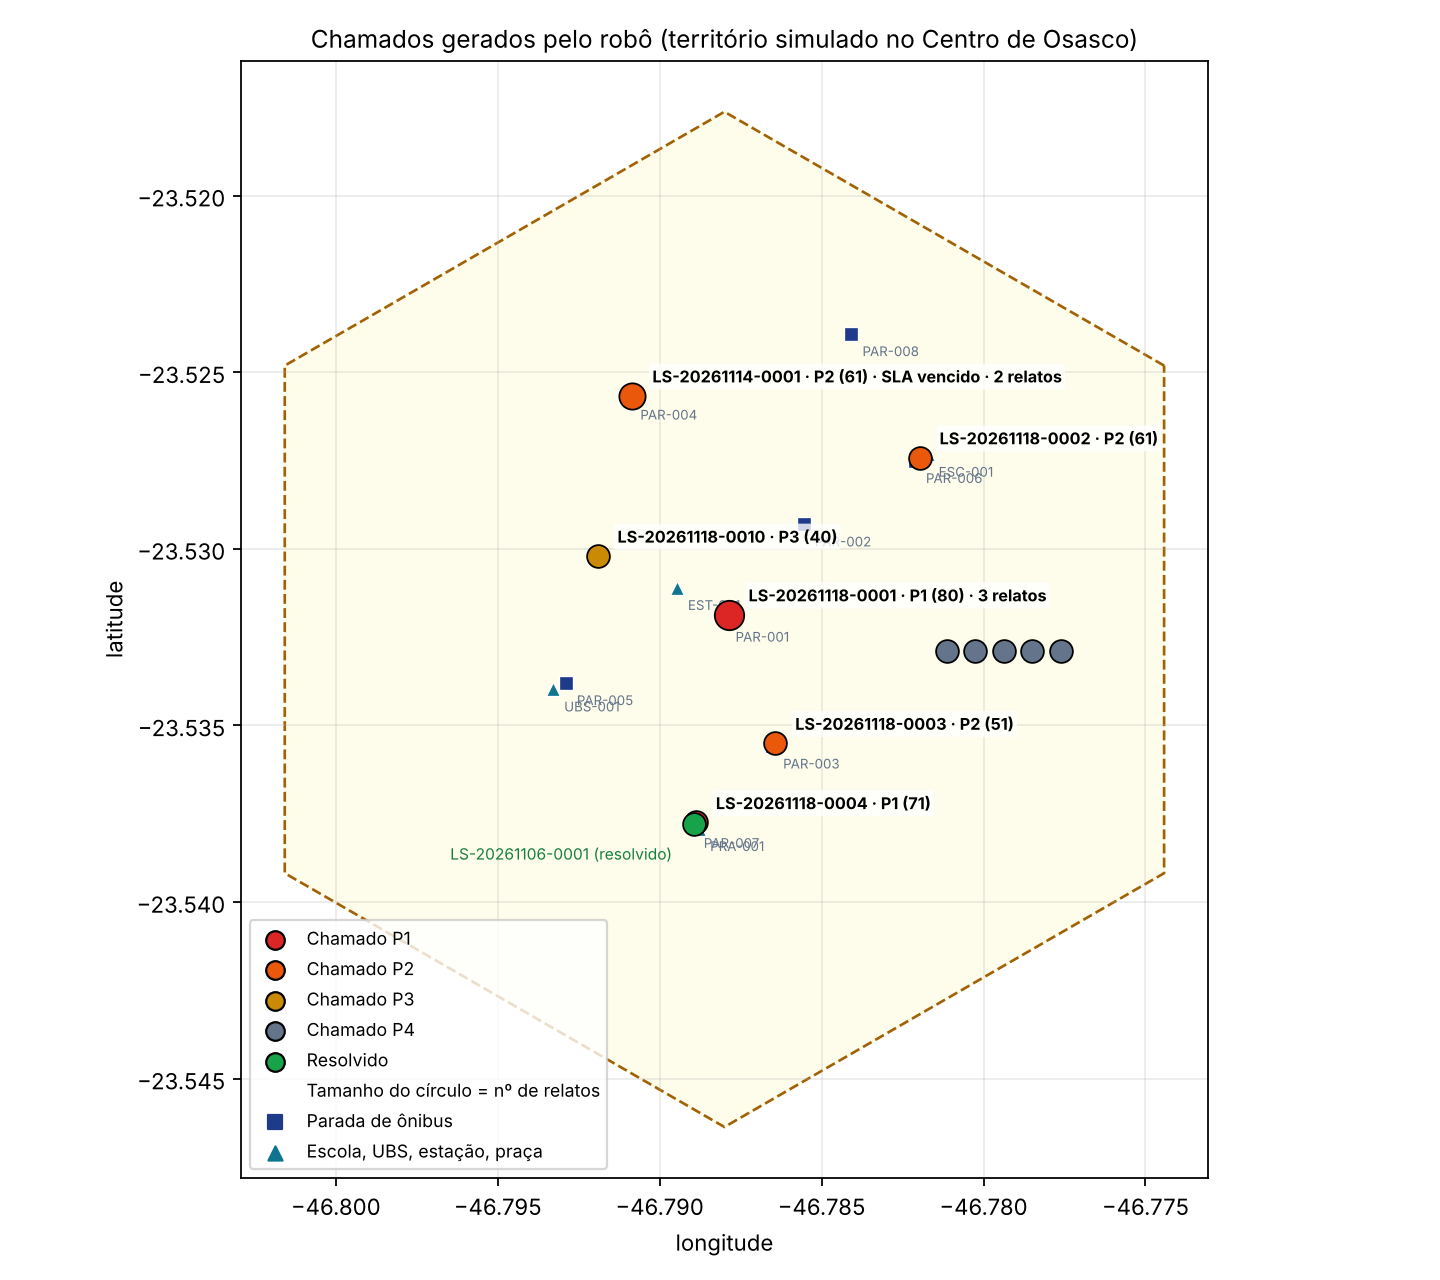 Chamados gerados pelo robô (território simulado no Centro de Osasco)
−23.520
−23.525
−23.530
−23.535
−23.540
−23.545
latitude
PAR-008
LS-20261114-0001 · P2 (61) · SLA vencido · 2 relatos
PAR-004
LS-20261118-0002 · P2 (61)
ESC-001
PAR-006
LS-20261118-0010 · P3 (40)
-002
LS-20261118-0001 · P1 (80) · 3 relatos
EST-
PAR-001
PAR-005
UBS-001
LS-20261118-0003 · P2 (51)
PAR-003
LS-20261118-0004 · P1 (71)
PAR-007
PRA-001
LS-20261106-0001 (resolvido)
Chamado P1
Chamado P2
Chamado P3
Chamado P4
Resolvido
Tamanho do círculo = nº de relatos
Parada de ônibus
Escola, UBS, estação, praça
−46.800
−46.795
−46.790
−46.785
−46.780
−46.775
longitude